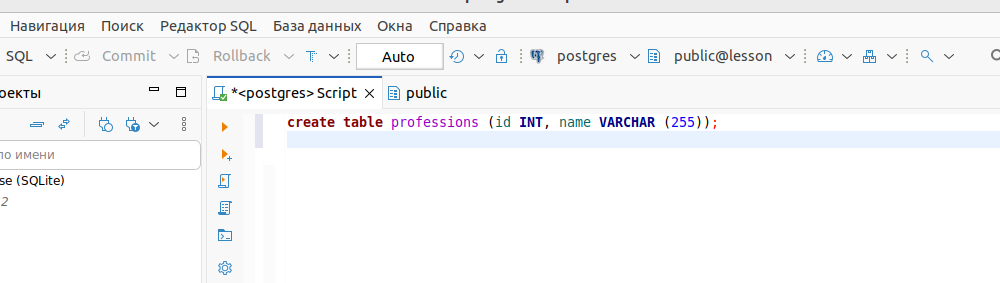 Навигация Поиск Редактор SQL База данных Окна Справка
SQL Commit Rollback T Auto postgres public@lesson
оекты *<postgres> Script public
create table professions (id INT, name VARCHAR (255));
по имени
se (SQLite)
2